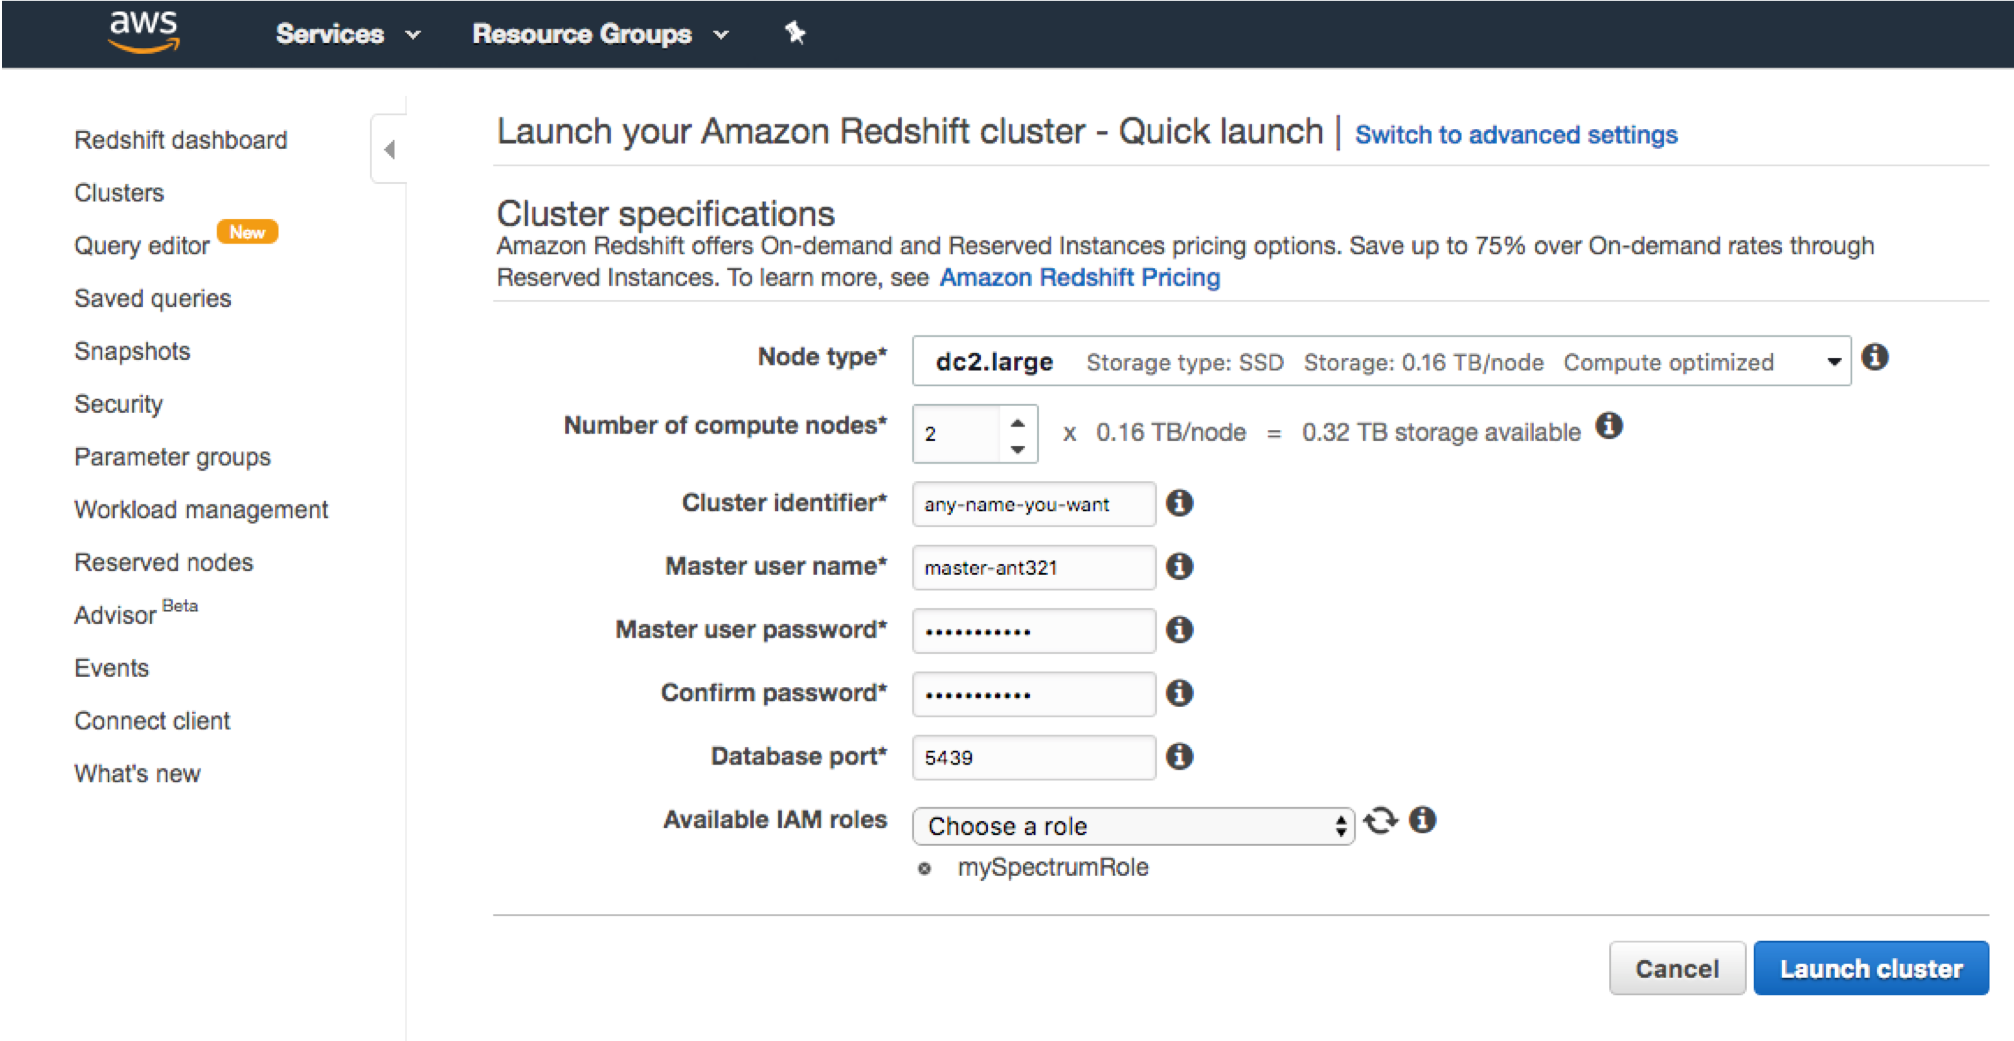 aws Services Resource Groups
Redshift dashboard
Clusters
Query editor New
Saved queries
Snapshots
Security
Parameter groups
Workload management
Reserved nodes
Advisor Beta
Events
Connect client
What's new
Launch your Amazon Redshift cluster - Quick launch | Switch to advanced settings
Cluster specifications
Amazon Redshift offers On-demand and Reserved Instances pricing options. Save up to 75% over On-demand rates through
Reserved Instances. To learn more, see Amazon Redshift Pricing
Node type* dc2.large Storage type: SSD Storage: 0.16 TB/node Compute optimized
Number of compute nodes* 2 x 0.16 TB/node = 0.32 TB storage available
Cluster identifier* any-name-you-want
Master user name* master-ant321
Master user password* •••••••••••
Confirm password* •••••••••••
Database port* 5439
Available IAM roles Choose a role
mySpectrumRole
Cancel Launch cluster